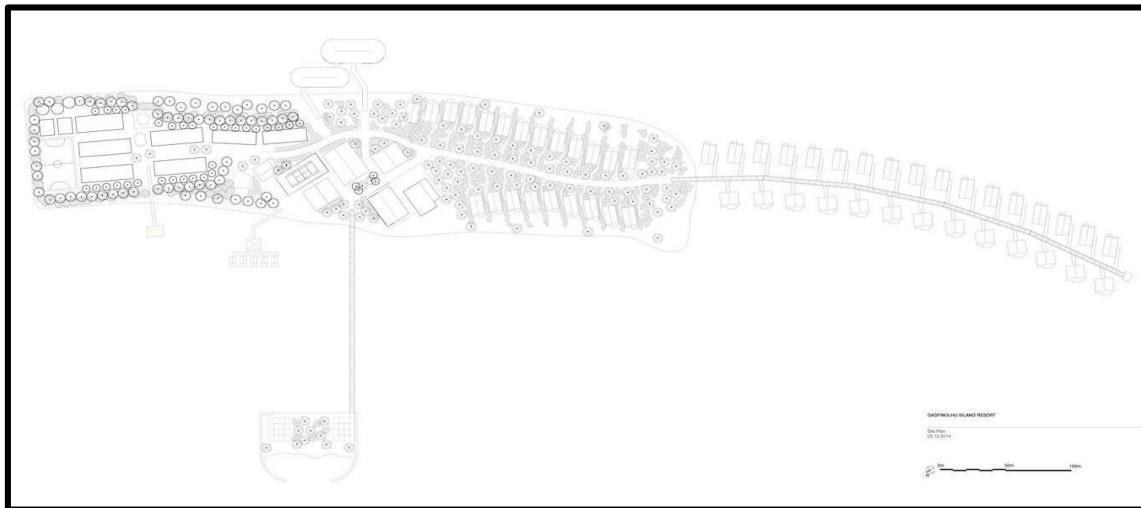 GASFINOLHU ISLAND RESORT
Site Plan
05.10.2014
0m 50m 100m
N